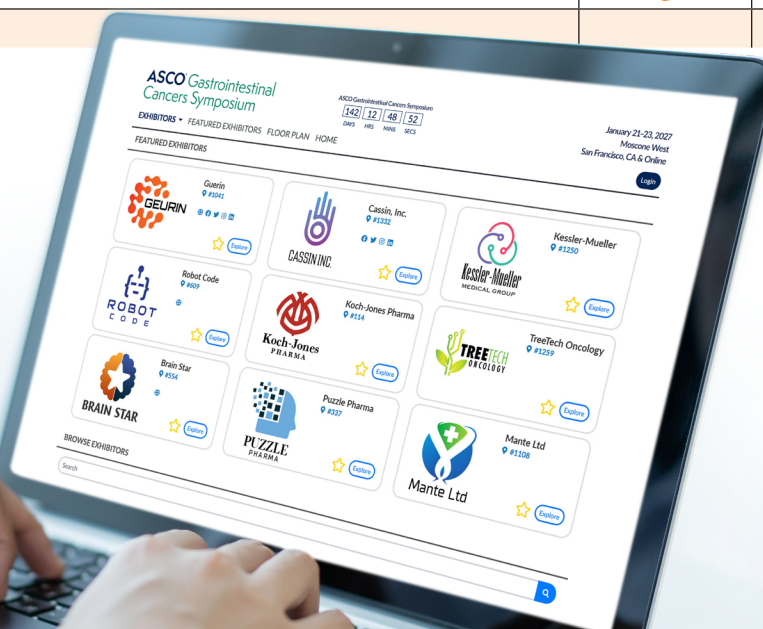 ASCO Gastrointestinal
Cancers Symposium
ASCO Gastrointestinal Cancers Symposium
142 12 48 52
DAYS HRS MINS SECS
January 21-23, 2027
Moscone West
San Francisco, CA & Online
Login
EXHIBITORS FEATURED EXHIBITORS FLOOR PLAN HOME
FEATURED EXHIBITORS
GEURIN
Guerin
#1041
Explore
CASSIN INC.
Cassin, Inc.
#1332
Explore
Kessler-Mueller
MEDICAL GROUP
Kessler-Mueller
#1250
Explore
ROBOT
CODE
Robot Code
#609
Explore
Koch-Jones
PHARMA
Koch-Jones Pharma
#114
Explore
TREETECH
ONCOLOGY
TreeTech Oncology
#1259
Explore
BRAIN STAR
Brain Star
#554
Explore
PUZZLE
PHARMA
Puzzle Pharma
#337
Explore
Mante Ltd
Mante Ltd
#1108
Explore
BROWSE EXHIBITORS
Search